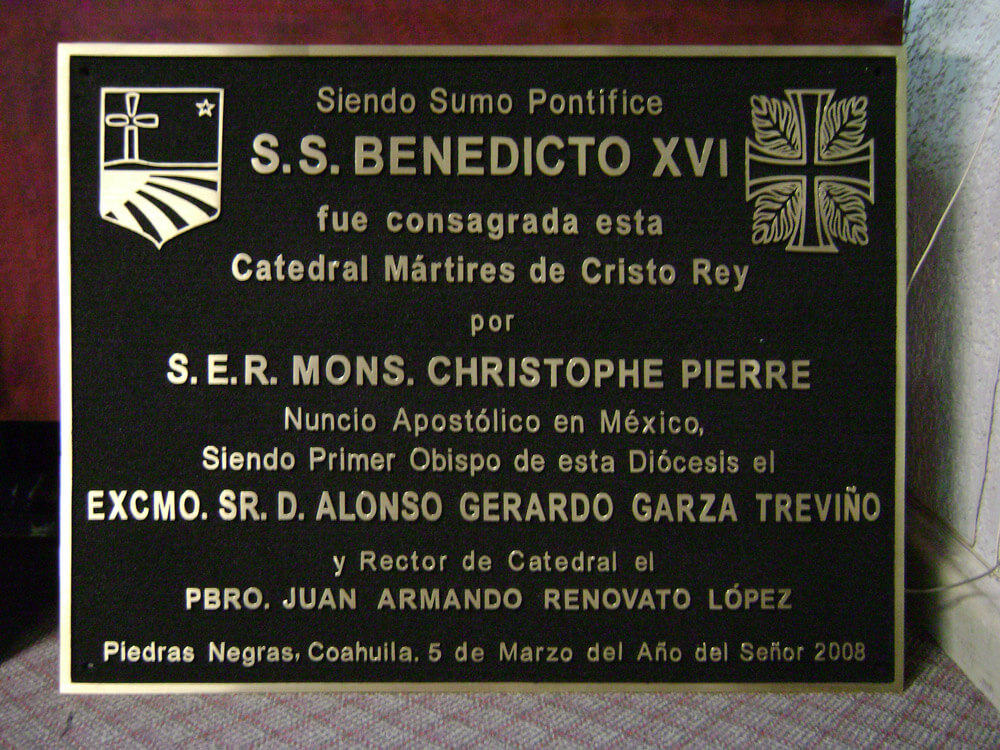 Siendo Sumo Pontífice
S.S. BENEDICTO XVI
fue consagrada esta
Catedral Mártires de Cristo Rey
por
S.E.R. MONS. CHRISTOPHE PIERRE
Nuncio Apostólico en México,
Siendo Primer Obispo de esta Diócesis el
EXCMO. SR. D. ALONSO GERARDO GARZA TREVIÑO
y Rector de Catedral el
PBRO. JUAN ARMANDO RENOVATO LÓPEZ
Piedras Negras, Coahuila. 5 de Marzo del Año del Señor 2008